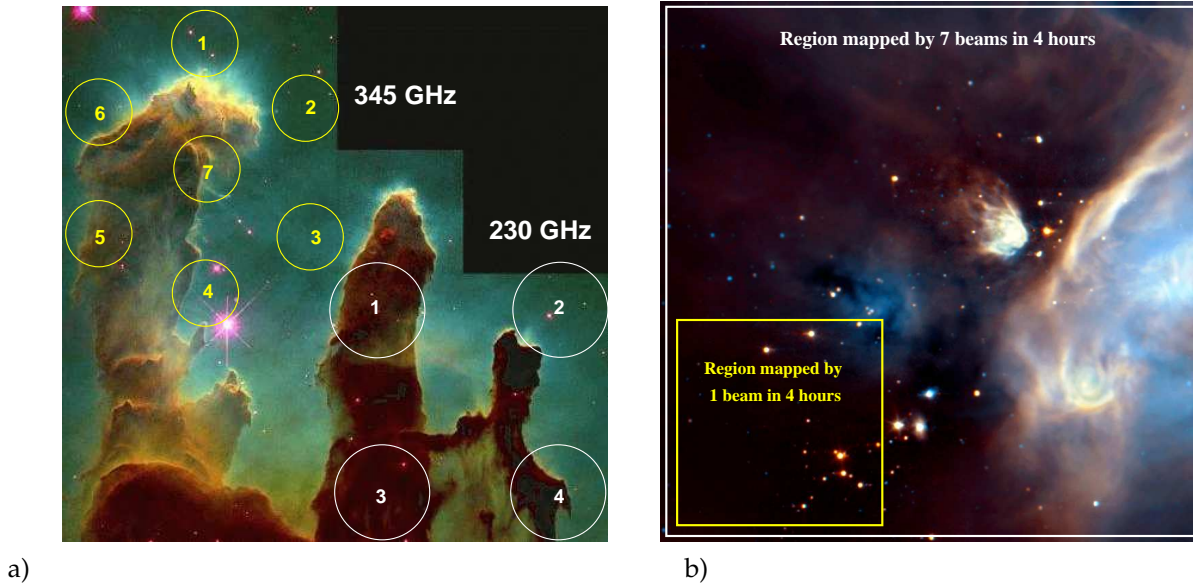 1
6
2
345 GHz
7
5
3
230 GHz
4
1
2
3
4
a)
Region mapped by 7 beams in 4 hours
Region mapped by
1 beam in 4 hours
b)